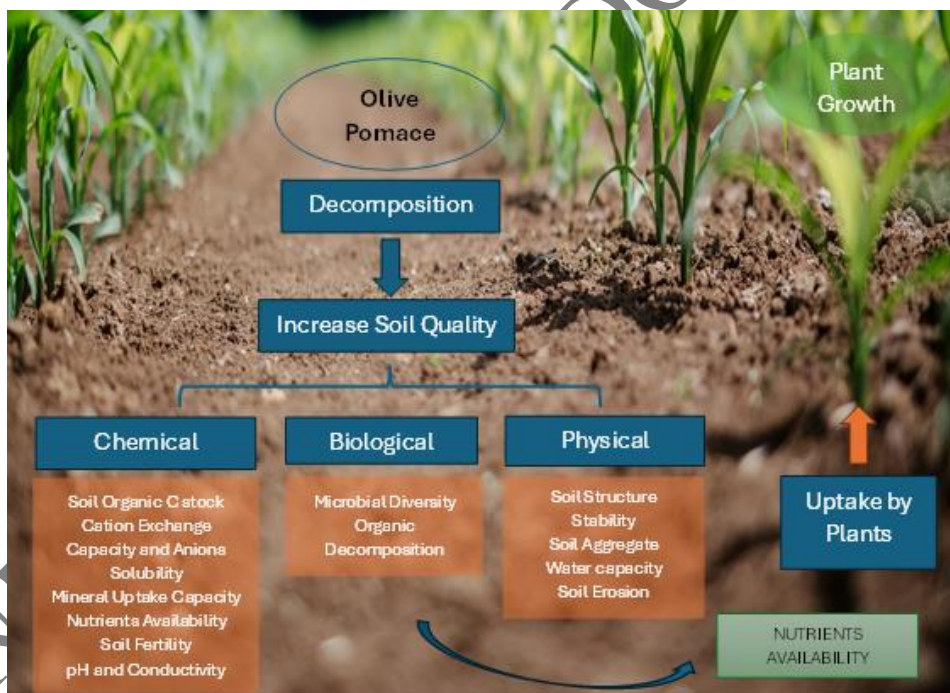 Olive
Pomace
Plant
Growth
Decomposition
Increase Soil Quality
Chemical
Biological
Physical
Soil Organic C stock
Cation Exchange
Capacity and Anions
Solubility
Mineral Uptake Capacity
Nutrients Availability
Soil Fertility
pH and Conductivity
Microbial Diversity
Organic
Decomposition
Soil Structure
Stability
Soil Aggregate
Water capacity
Soil Erosion
Uptake by
Plants
NUTRIENTS
AVAILABILITY